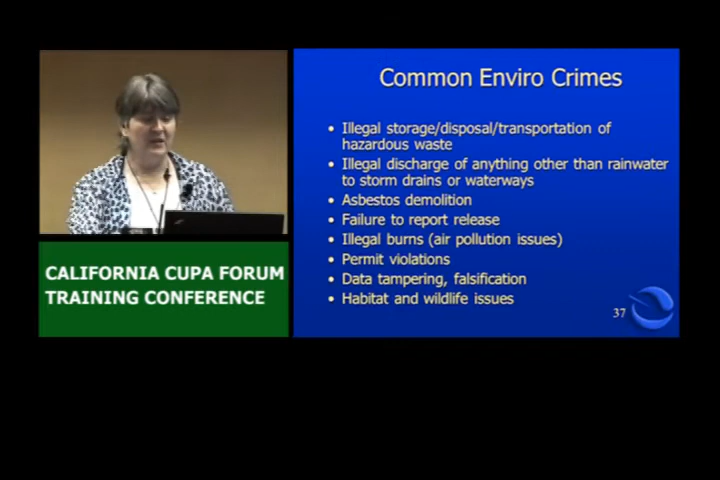 Common Enviro Crimes
• Illegal storage/disposal/transportation of
hazardous waste
• Illegal discharge of anything other than rainwater
to storm drains or waterways
• Asbestos demolition
• Failure to report release
• Illegal burns (air pollution issues)
• Permit violations
• Data tampering, falsification
• Habitat and wildlife issues
37
CALIFORNIA CUPA FORUM
TRAINING CONFERENCE